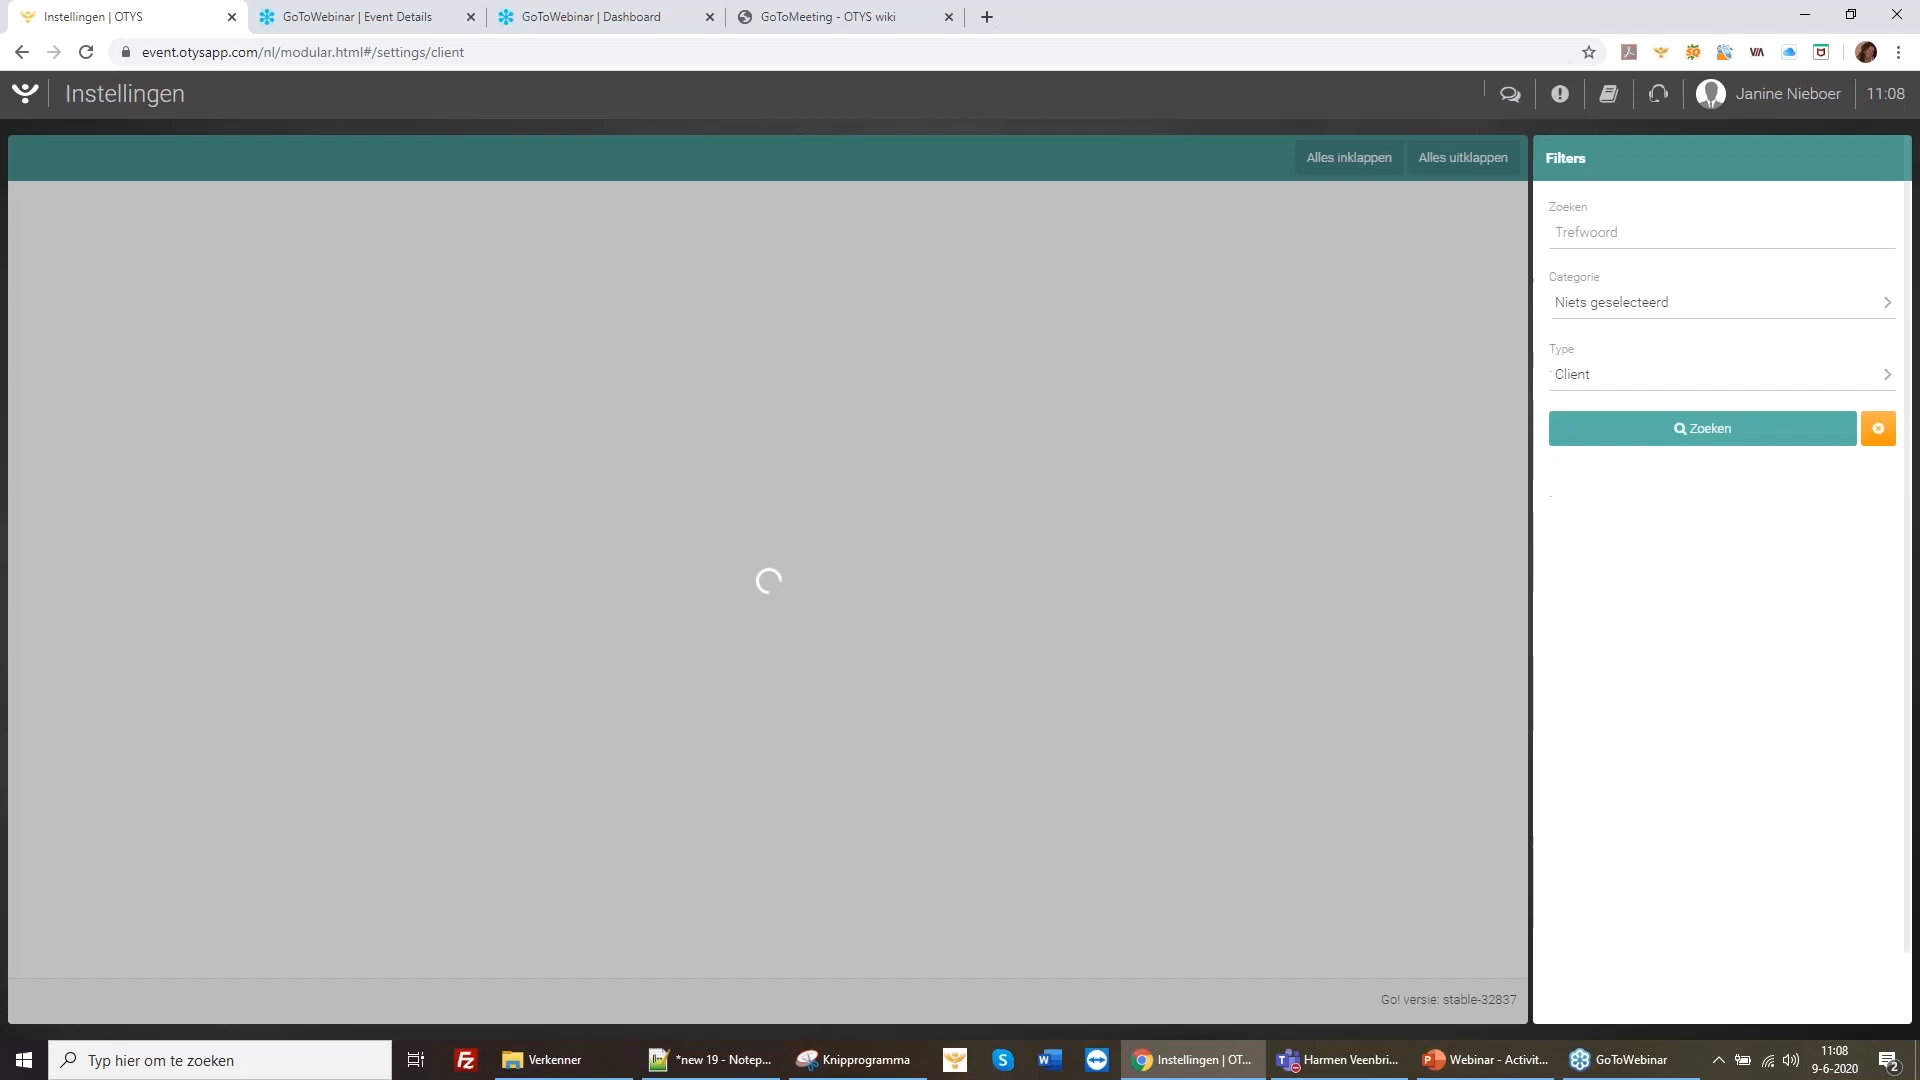 Instellingen | OTYS
GoToWebinar | Event Details
GoToWebinar | Dashboard
GoToMeeting - OTYS wiki
event.otysapp.com/nl/modular.html#/settings/client
Instellingen
Janine Nieboer
11:08
Alles inklappen
Alles uitklappen
Filters
Zoeken
Trefwoord
Categorie
Niets geselecteerd
Type
Client
Zoeken
Go! versie: stable-32837
Typ hier om te zoeken
Verkenner
*new 19 - Notep...
Knipprogramma
Instellingen | OT...
Harmen Veenbri...
Webinar - Activit...
GoToWebinar
11:08
9-6-2020
2